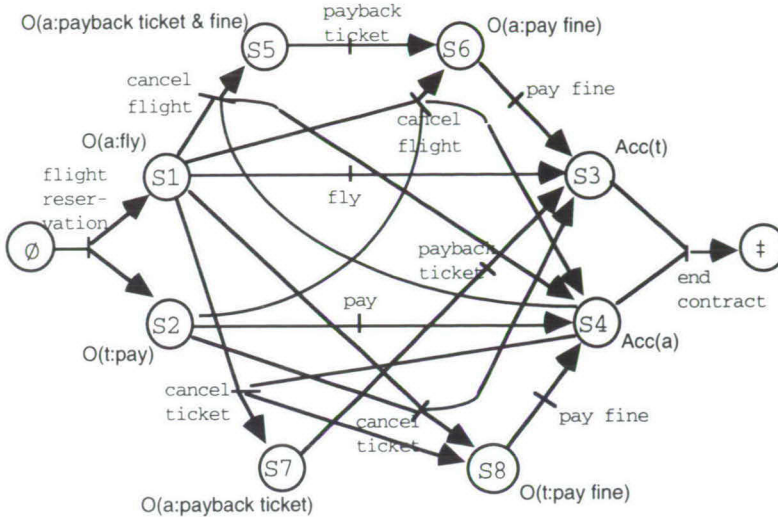 O(a:payback ticket & fine)
payback
ticket
O(a:pay fine)
S5
S6
cancel
flight
pay fine
cancel
flight
O(a:fly)
Acc(t)
flight
reser-
vation
S1
fly
S3
ø
payback
ticket
‡
end
contract
S2
pay
S4
O(t:pay)
Acc(a)
cancel
ticket
cancel
ticket
pay fine
S7
S8
O(a:payback ticket)
O(t:pay fine)